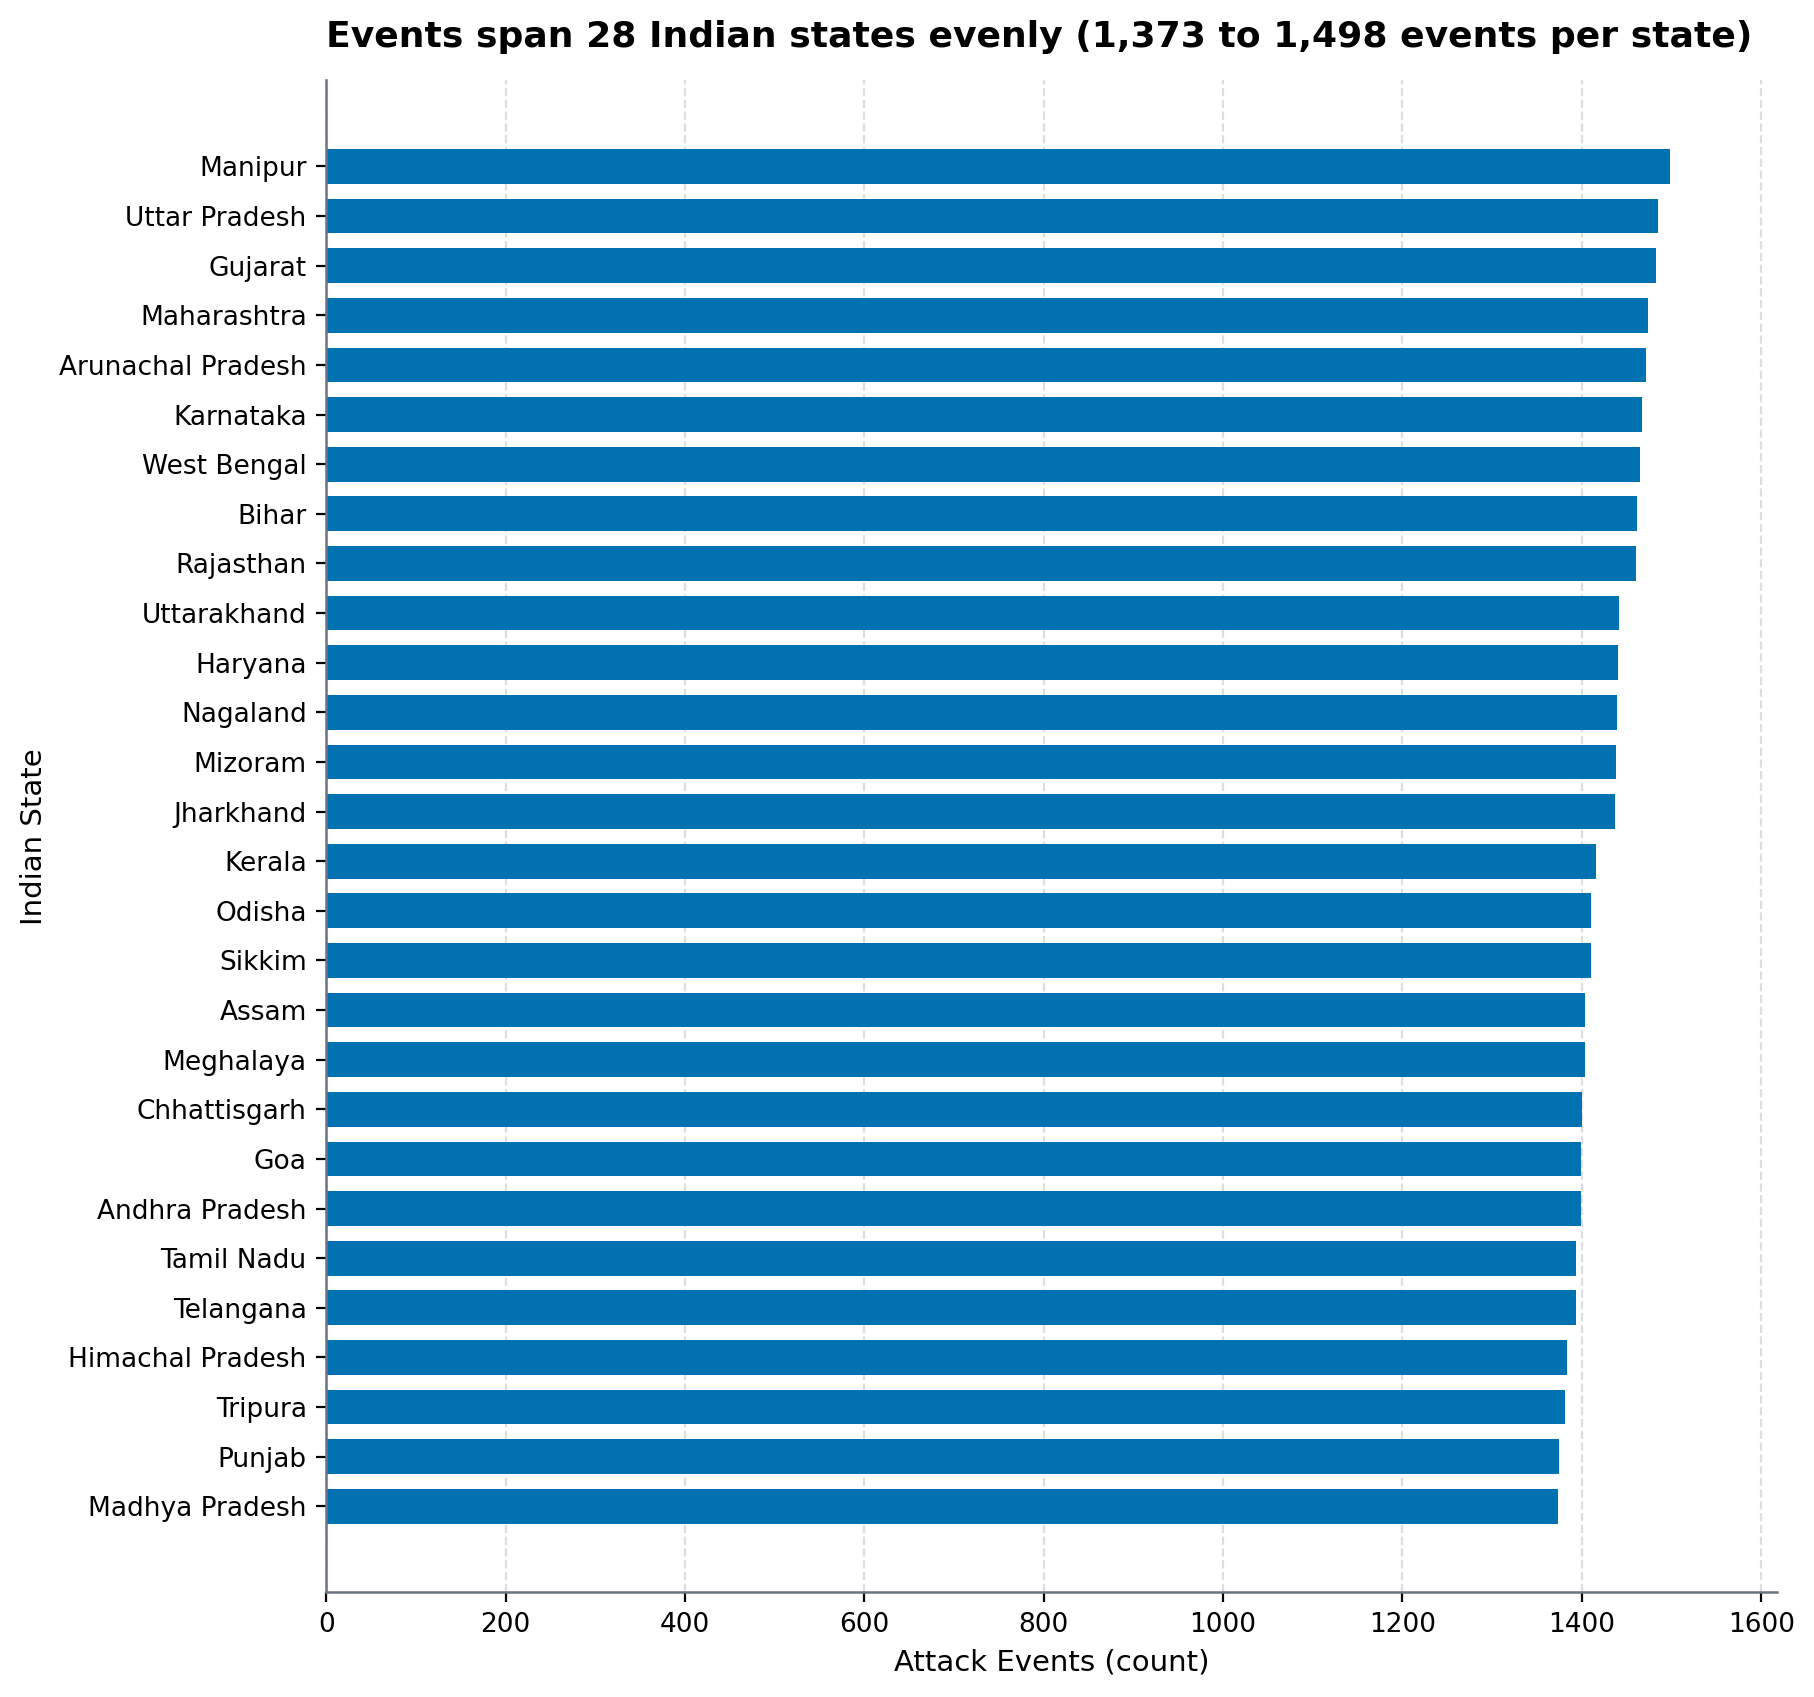 Events span 28 Indian states evenly (1,373 to 1,498 events per state)
Manipur
Uttar Pradesh
Gujarat
Maharashtra
Arunachal Pradesh
Karnataka
West Bengal
Bihar
Rajasthan
Uttarakhand
Haryana
Nagaland
Mizoram
Jharkhand
Kerala
Odisha
Sikkim
Assam
Meghalaya
Chhattisgarh
Goa
Andhra Pradesh
Tamil Nadu
Telangana
Himachal Pradesh
Tripura
Punjab
Madhya Pradesh
Indian State
0 200 400 600 800 1000 1200 1400 1600
Attack Events (count)